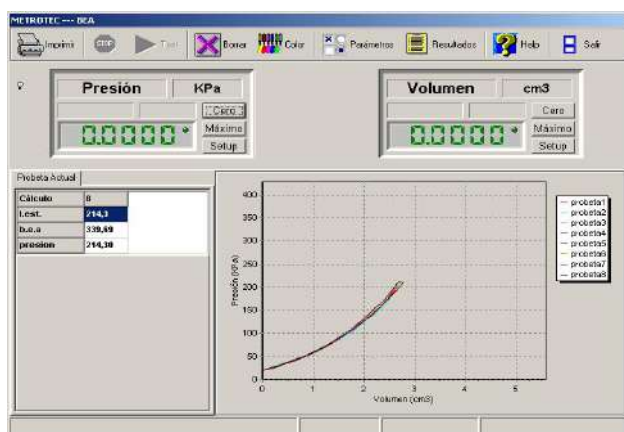 METROTEC --- BEA
Imprimir STOP Test Borrar Color Parámetros Resultados Help Salir
Presión KPa
Cero
0.0000 *
Máximo
Setup
Volumen cm3
Cero
0.0000 *
Máximo
Setup
Probeta Actual
Cálculo 8
I.est. 214,3
b.e.a 339,69
presion 214,30
Presión (KPa)
400
350
300
250
200
150
100
50
0
0 1 2 3 4 5
Volumen (cm3)
probeta1
probeta2
probeta3
probeta4
probeta5
probeta6
probeta7
probeta8